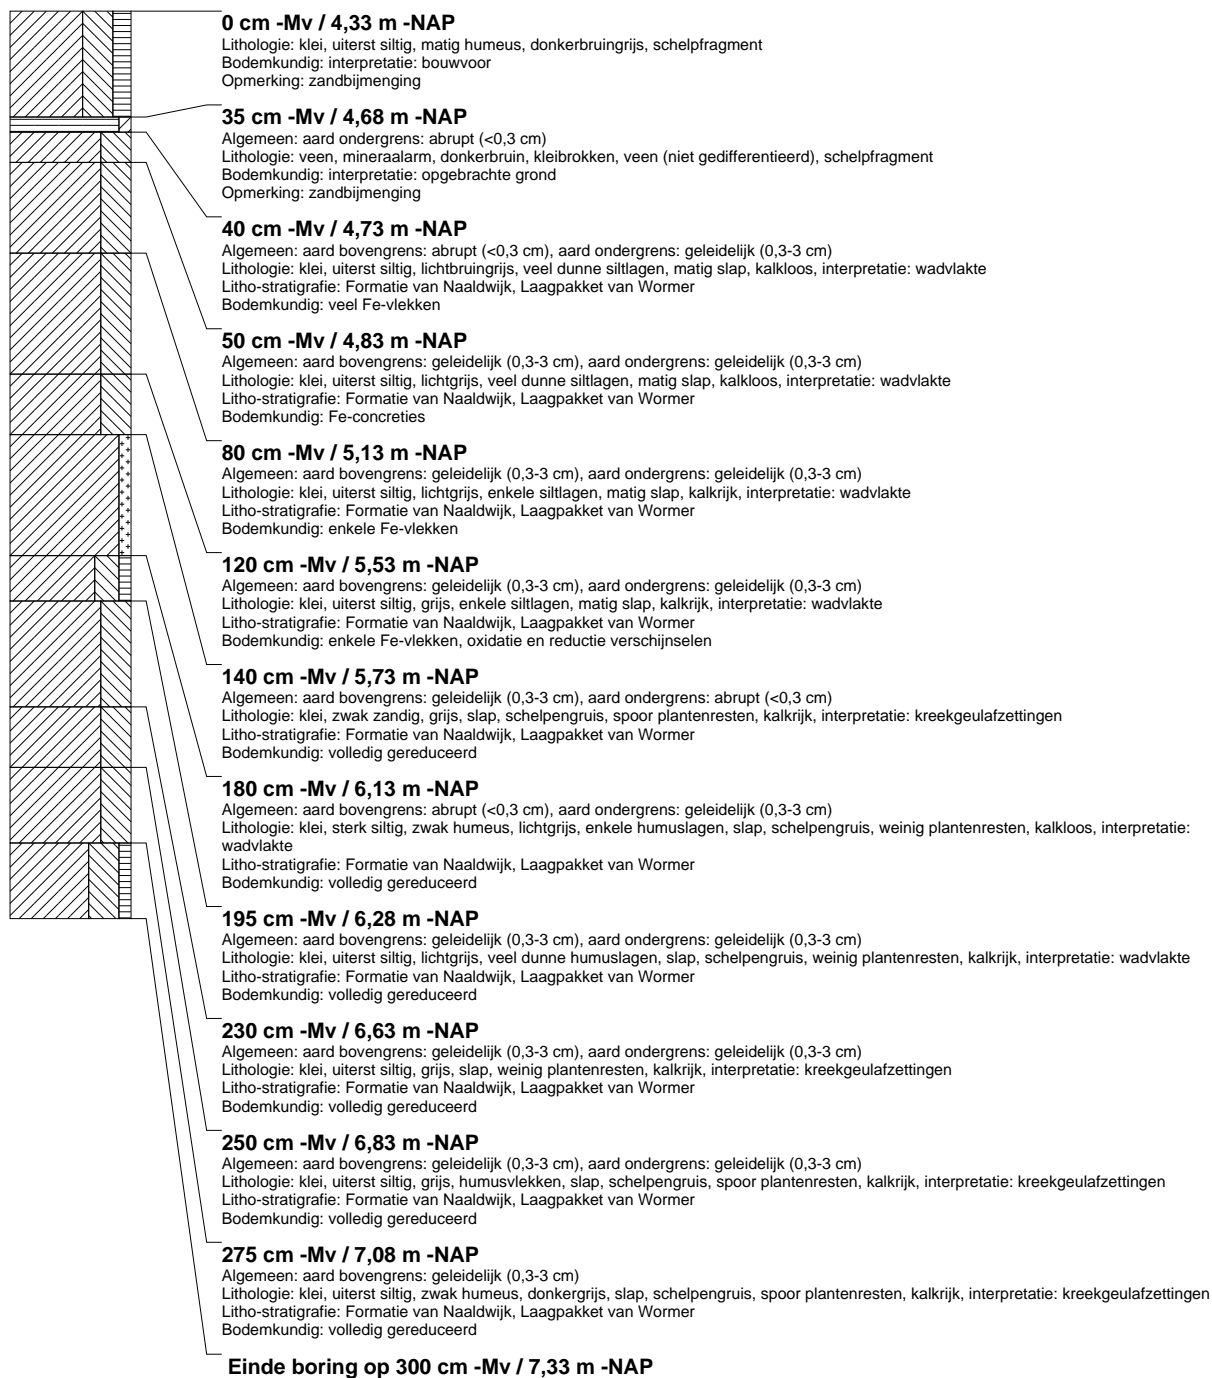 0 cm -Mv / 4,33 m -NAP
Lithologie: klei, uiterst siltig, matig humeus, donkerbruingrijs, schelpfragment
Bodemkundig: interpretatie: bouwvoor
Opmerking: zandbijmenging
35 cm -Mv / 4,68 m -NAP
Algemeen: aard ondergrens: abrupt (<0,3 cm)
Lithologie: veen, mineraalarm, donkerbruin, kleibrokken, veen (niet gedifferentieerd), schelpfragment
Bodemkundig: interpretatie: opgebrachte grond
Opmerking: zandbijmenging
40 cm -Mv / 4,73 m -NAP
Algemeen: aard bovengrens: abrupt (<0,3 cm), aard ondergrens: geleidelijk (0,3-3 cm)
Lithologie: klei, uiterst siltig, lichtbruingrijs, veel dunne siltlagen, matig slap, kalkloos, interpretatie: wadvlakte
Litho-stratigrafie: Formatie van Naaldwijk, Laagpakket van Wormer
Bodemkundig: veel Fe-vlekken
50 cm -Mv / 4,83 m -NAP
Algemeen: aard bovengrens: geleidelijk (0,3-3 cm), aard ondergrens: geleidelijk (0,3-3 cm)
Lithologie: klei, uiterst siltig, lichtgrijs, veel dunne siltlagen, matig slap, kalkloos, interpretatie: wadvlakte
Litho-stratigrafie: Formatie van Naaldwijk, Laagpakket van Wormer
Bodemkundig: Fe-concreties
80 cm -Mv / 5,13 m -NAP
Algemeen: aard bovengrens: geleidelijk (0,3-3 cm), aard ondergrens: geleidelijk (0,3-3 cm)
Lithologie: klei, uiterst siltig, lichtgrijs, enkele siltlagen, matig slap, kalkrijk, interpretatie: wadvlakte
Litho-stratigrafie: Formatie van Naaldwijk, Laagpakket van Wormer
Bodemkundig: enkele Fe-vlekken
120 cm -Mv / 5,53 m -NAP
Algemeen: aard bovengrens: geleidelijk (0,3-3 cm), aard ondergrens: geleidelijk (0,3-3 cm)
Lithologie: klei, uiterst siltig, grijs, enkele siltlagen, matig slap, kalkrijk, interpretatie: wadvlakte
Litho-stratigrafie: Formatie van Naaldwijk, Laagpakket van Wormer
Bodemkundig: enkele Fe-vlekken, oxidatie en reductie verschijnselen
140 cm -Mv / 5,73 m -NAP
Algemeen: aard bovengrens: geleidelijk (0,3-3 cm), aard ondergrens: abrupt (<0,3 cm)
Lithologie: klei, zwak zandig, grijs, slap, schelpengruis, spoor plantenresten, kalkrijk, interpretatie: kreekgeulafzettingen
Litho-stratigrafie: Formatie van Naaldwijk, Laagpakket van Wormer
Bodemkundig: volledig gereduceerd
180 cm -Mv / 6,13 m -NAP
Algemeen: aard bovengrens: abrupt (<0,3 cm), aard ondergrens: geleidelijk (0,3-3 cm)
Lithologie: klei, sterk siltig, zwak humeus, lichtgrijs, enkele humuslagen, slap, schelpengruis, weinig plantenresten, kalkloos, interpretatie:
wadvlakte
Litho-stratigrafie: Formatie van Naaldwijk, Laagpakket van Wormer
Bodemkundig: volledig gereduceerd
195 cm -Mv / 6,28 m -NAP
Algemeen: aard bovengrens: geleidelijk (0,3-3 cm), aard ondergrens: geleidelijk (0,3-3 cm)
Lithologie: klei, uiterst siltig, lichtgrijs, veel dunne humuslagen, slap, schelpengruis, weinig plantenresten, kalkrijk, interpretatie: wadvlakte
Litho-stratigrafie: Formatie van Naaldwijk, Laagpakket van Wormer
Bodemkundig: volledig gereduceerd
230 cm -Mv / 6,63 m -NAP
Algemeen: aard bovengrens: geleidelijk (0,3-3 cm), aard ondergrens: geleidelijk (0,3-3 cm)
Lithologie: klei, uiterst siltig, grijs, slap, weinig plantenresten, kalkrijk, interpretatie: kreekgeulafzettingen
Litho-stratigrafie: Formatie van Naaldwijk, Laagpakket van Wormer
Bodemkundig: volledig gereduceerd
250 cm -Mv / 6,83 m -NAP
Algemeen: aard bovengrens: geleidelijk (0,3-3 cm), aard ondergrens: geleidelijk (0,3-3 cm)
Lithologie: klei, uiterst siltig, grijs, humusvlekken, slap, schelpengruis, spoor plantenresten, kalkrijk, interpretatie: kreekgeulafzettingen
Litho-stratigrafie: Formatie van Naaldwijk, Laagpakket van Wormer
Bodemkundig: volledig gereduceerd
275 cm -Mv / 7,08 m -NAP
Algemeen: aard bovengrens: geleidelijk (0,3-3 cm)
Lithologie: klei, uiterst siltig, zwak humeus, donkergrijs, slap, schelpengruis, spoor plantenresten, kalkrijk, interpretatie: kreekgeulafzettingen
Litho-stratigrafie: Formatie van Naaldwijk, Laagpakket van Wormer
Bodemkundig: volledig gereduceerd
Einde boring op 300 cm -Mv / 7,33 m -NAP